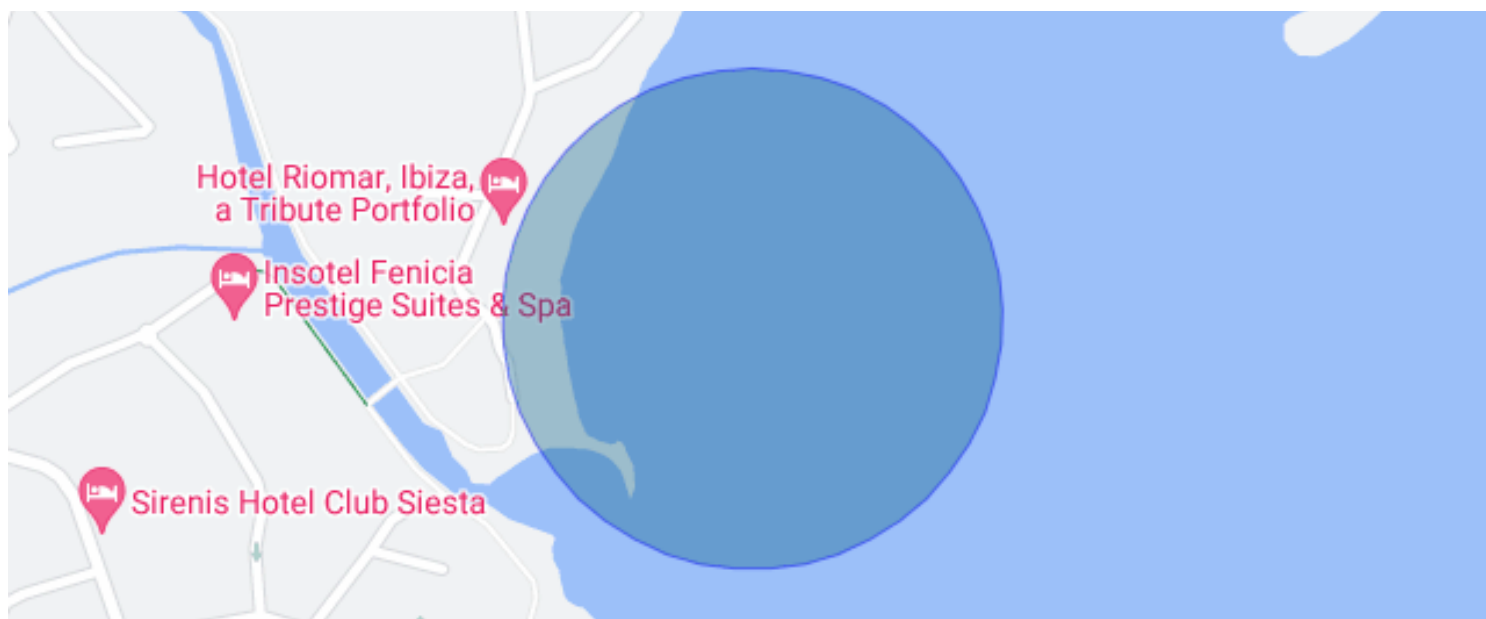 Hotel Riomar, Ibiza,
a Tribute Portfolio
Insotel Fenicia
Prestige Suites & Spa
Sirenis Hotel Club Siesta